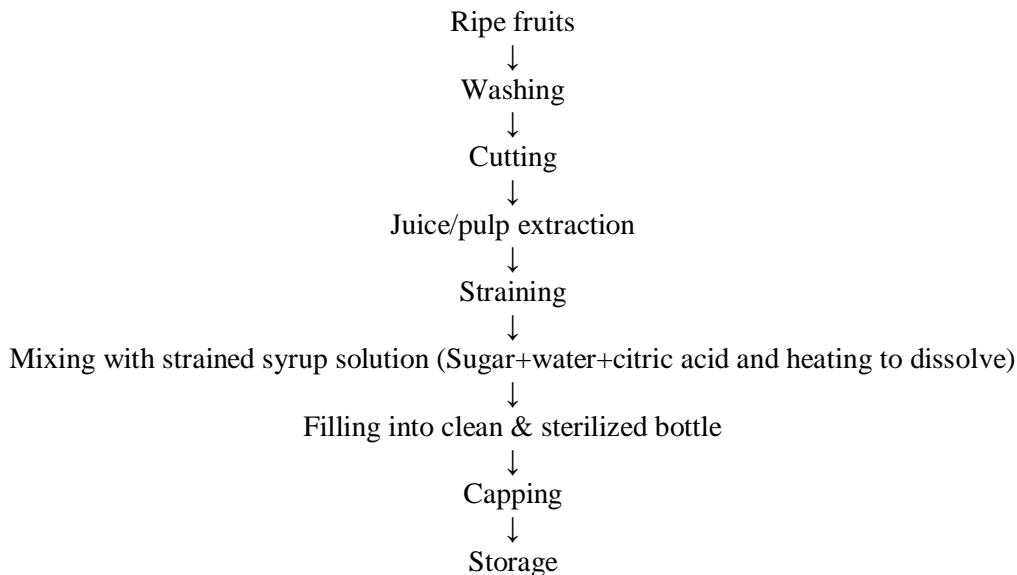 Ripe fruits
↓
Washing
↓
Cutting
↓
Juice/pulp extraction
↓
Straining
↓
Mixing with strained syrup solution (Sugar+water+citric acid and heating to dissolve)
↓
Filling into clean & sterilized bottle
↓
Capping
↓
Storage